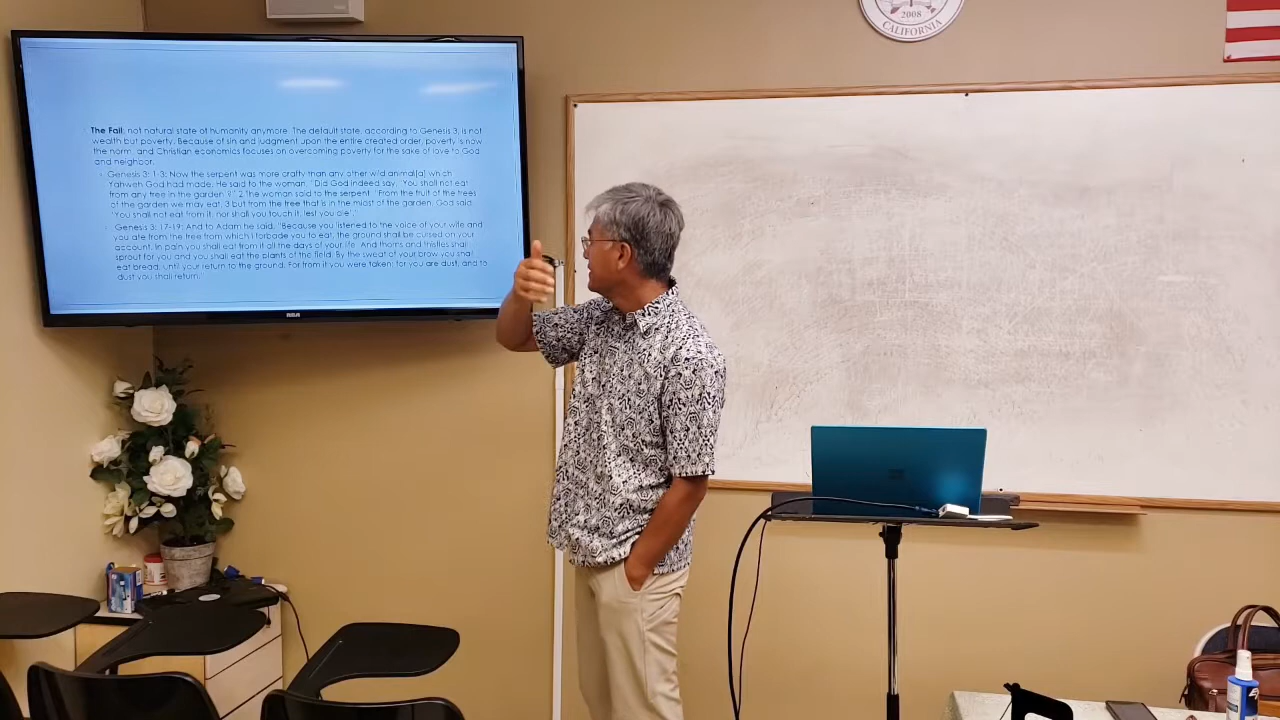 2008
CALIFORNIA
The Fall, not natural state of humanity anymore. The default state, according to Genesis 3, is not
wealth but poverty. Because of sin and judgment upon the entire created order, poverty is now
the norm, and Christian economics focuses on overcoming poverty for the sake of love to God
and neighbor.
Genesis 3: 1-3: Now the serpent was more crafty than any other w/d animal[a] which
Yahweh God had made. He said to the woman, "Did God indeed say, 'You shall not eat
from any tree in the garden'?" 2 The woman said to the serpent, "From the fruit of the trees
of the garden we may eat, 3 but from the tree that is in the midst of the garden, God said,
'You shall not eat from it, nor shall you touch it, lest you die'."
Genesis 3: 17-19: And to Adam he said, "Because you listened to the voice of your wife and
you ate from the tree from which I forbade you to eat, the ground shall be cursed on your
account. In pain you shall eat from it all the days of your life. And thorns and thistles shall
sprout for you and you shall eat the plants of the field. By the sweat of your brow you shall
eat bread, until your return to the ground. For from it you were taken; for you are dust, and to
dust you shall return."
RCA